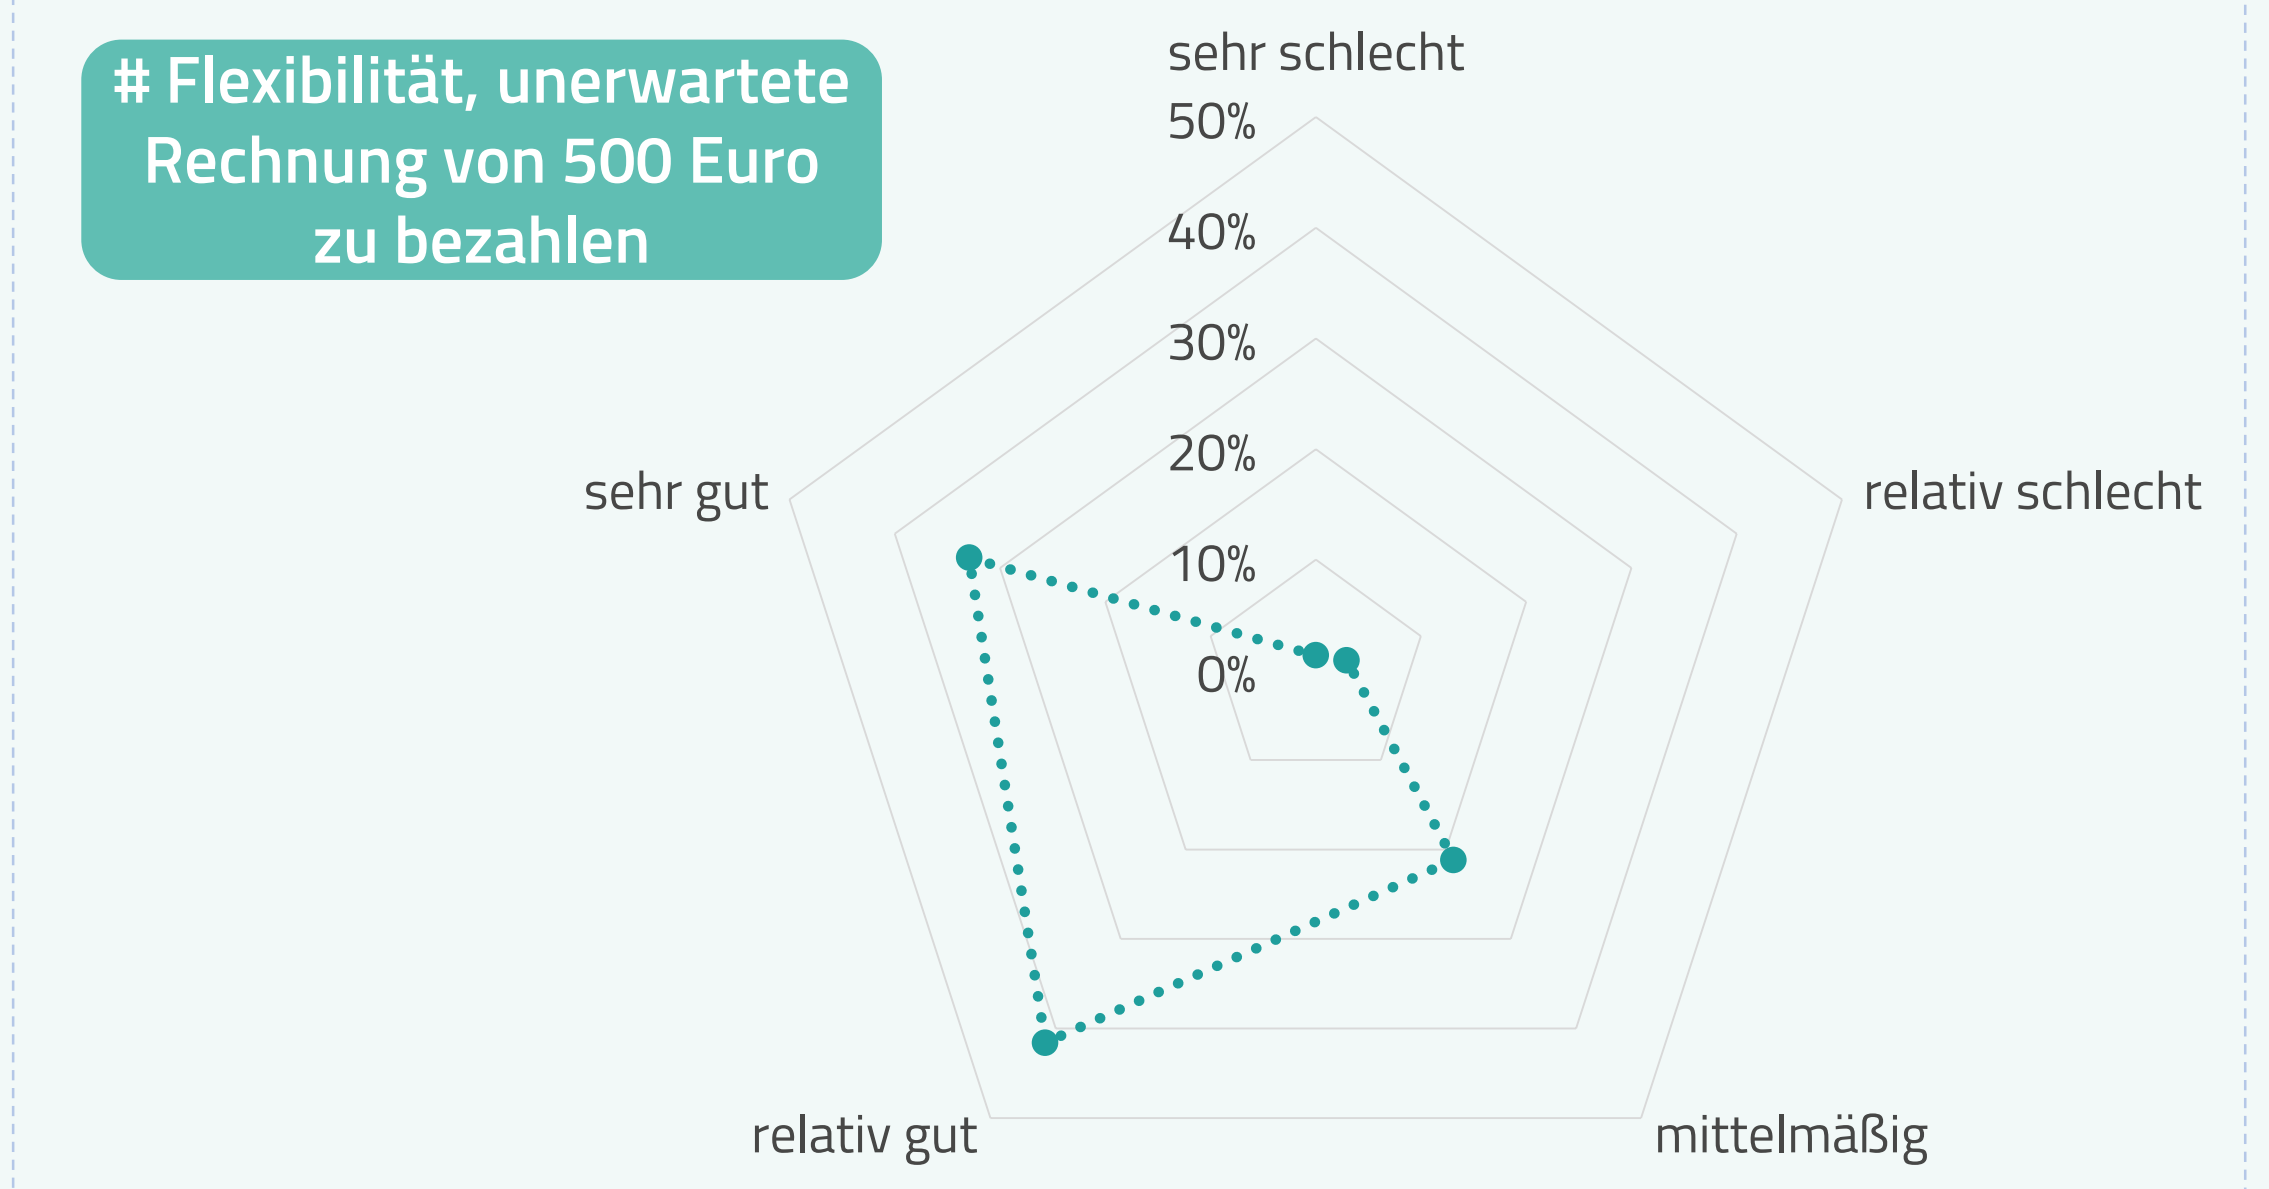 # Flexibilität, unerwartete
Rechnung von 500 Euro
zu bezahlen
sehr schlecht
50%
40%
30%
20%
10%
0%
sehr gut
relativ schlecht
relativ gut
mittelmäßig